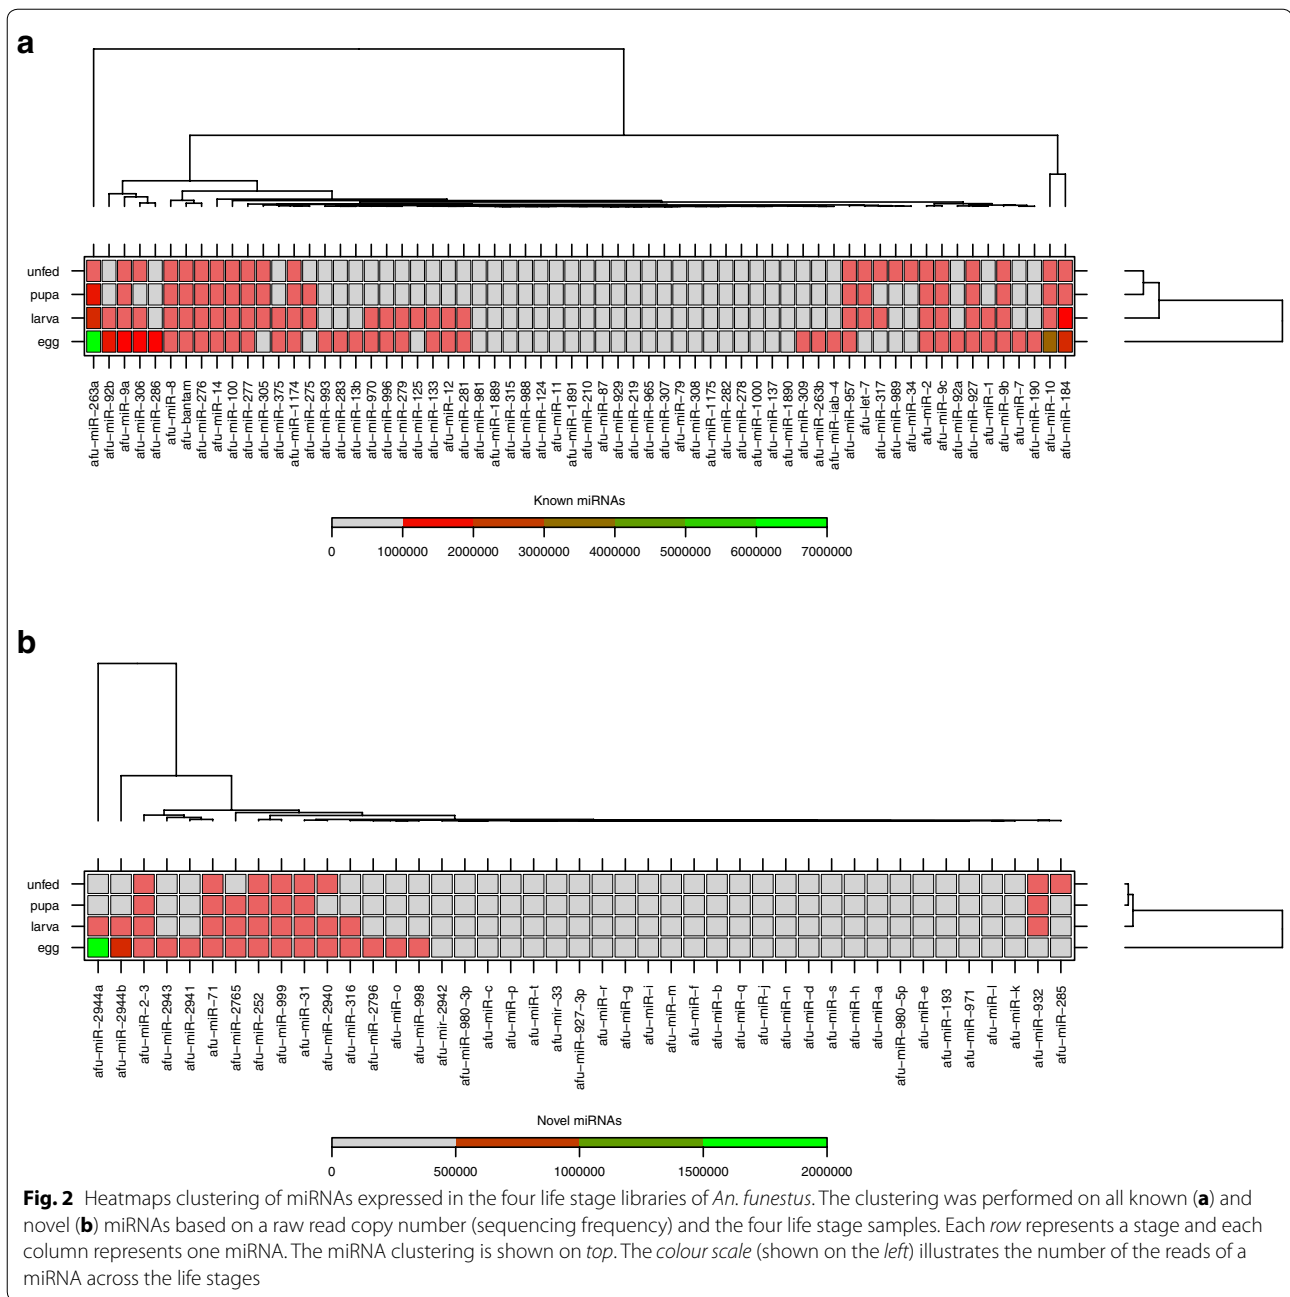 a
unfed
pupa
larva
egg
afu−miR−263a
afu−miR−92b
afu−miR−9a
afu−miR−306
afu−miR−286
afu−miR−8
afu−bantam
afu−miR−276
afu−miR−14
afu−miR−100
afu−miR−277
afu−miR−305
afu−miR−375
afu−miR−1174
afu−miR−275
afu−miR−993
afu−miR−283
afu−miR−13b
afu−miR−970
afu−miR−996
afu−miR−279
afu−miR−125
afu−miR−133
afu−miR−12
afu−miR−281
afu−miR−981
afu−miR−1889
afu−miR−315
afu−miR−988
afu−miR−124
afu−miR−11
afu−miR−1891
afu−miR−210
afu−miR−87
afu−miR−929
afu−miR−219
afu−miR−965
afu−miR−307
afu−miR−79
afu−miR−308
afu−miR−1175
afu−miR−282
afu−miR−278
afu−miR−1000
afu−miR−137
afu−miR−1890
afu−miR−309
afu−miR−263b
afu−miR−iab−4
afu−miR−957
afu−let−7
afu−miR−317
afu−miR−989
afu−miR−34
afu−miR−2
afu−miR−9c
afu−miR−92a
afu−miR−927
afu−miR−1
afu−miR−9b
afu−miR−7
afu−miR−190
afu−miR−10
afu−miR−184
Known miRNAs
0 1000000 2000000 3000000 4000000 5000000 6000000 7000000
b
unfed
pupa
larva
egg
afu−miR−2944a
afu−miR−2944b
afu−miR−2−3
afu−miR−2943
afu−miR−2941
afu−miR−71
afu−miR−2765
afu−miR−252
afu−miR−999
afu−miR−31
afu−miR−2940
afu−miR−316
afu−miR−2796
afu−miR−o
afu−miR−998
afu−mir−2942
afu−miR−980−3p
afu−miR−c
afu−miR−p
afu−miR−t
afu−mir−33
afu−miR−927−3p
afu−miR−r
afu−miR−g
afu−miR−i
afu−miR−m
afu−miR−f
afu−miR−b
afu−miR−q
afu−miR−j
afu−miR−n
afu−miR−d
afu−miR−s
afu−miR−h
afu−miR−a
afu−miR−980−5p
afu−miR−e
afu−miR−193
afu−miR−971
afu−miR−l
afu−miR−k
afu−miR−932
afu−miR−285
Novel miRNAs
0 500000 1000000 1500000 2000000
Fig. 2 Heatmaps clustering of miRNAs expressed in the four life stage libraries of An. funestus. The clustering was performed on all known (a) and
novel (b) miRNAs based on a raw read copy number (sequencing frequency) and the four life stage samples. Each row represents a stage and each
column represents one miRNA. The miRNA clustering is shown on top. The colour scale (shown on the left) illustrates the number of the reads of a
miRNA across the life stages